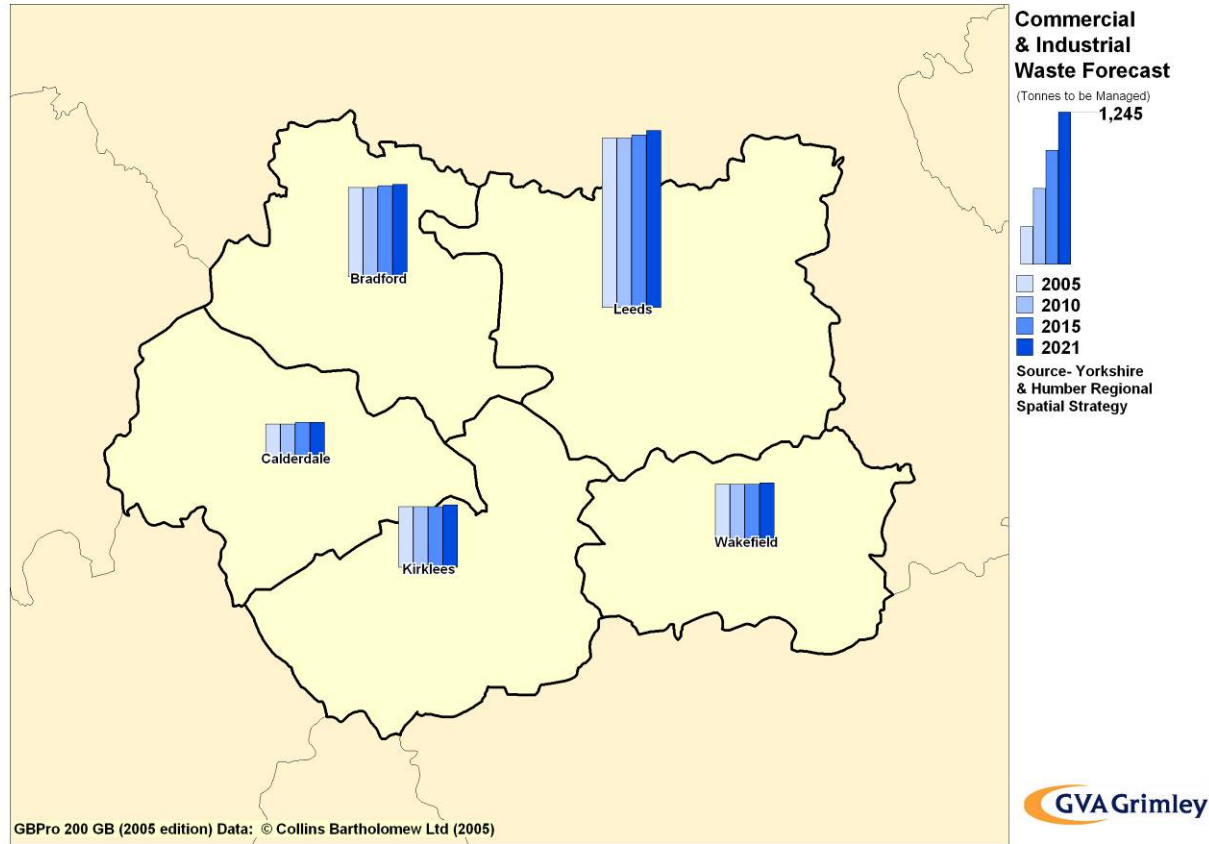 Commercial
& Industrial
Waste Forecast
(Tonnes to be Managed)
1,245
2005
2010
2015
2021
Source- Yorkshire
& Humber Regional
Spatial Strategy
Bradford
Leeds
Calderdale
Kirklees
Wakefield
GBPro 200 GB (2005 edition) Data: © Collins Bartholomew Ltd (2005)
GVA Grimley